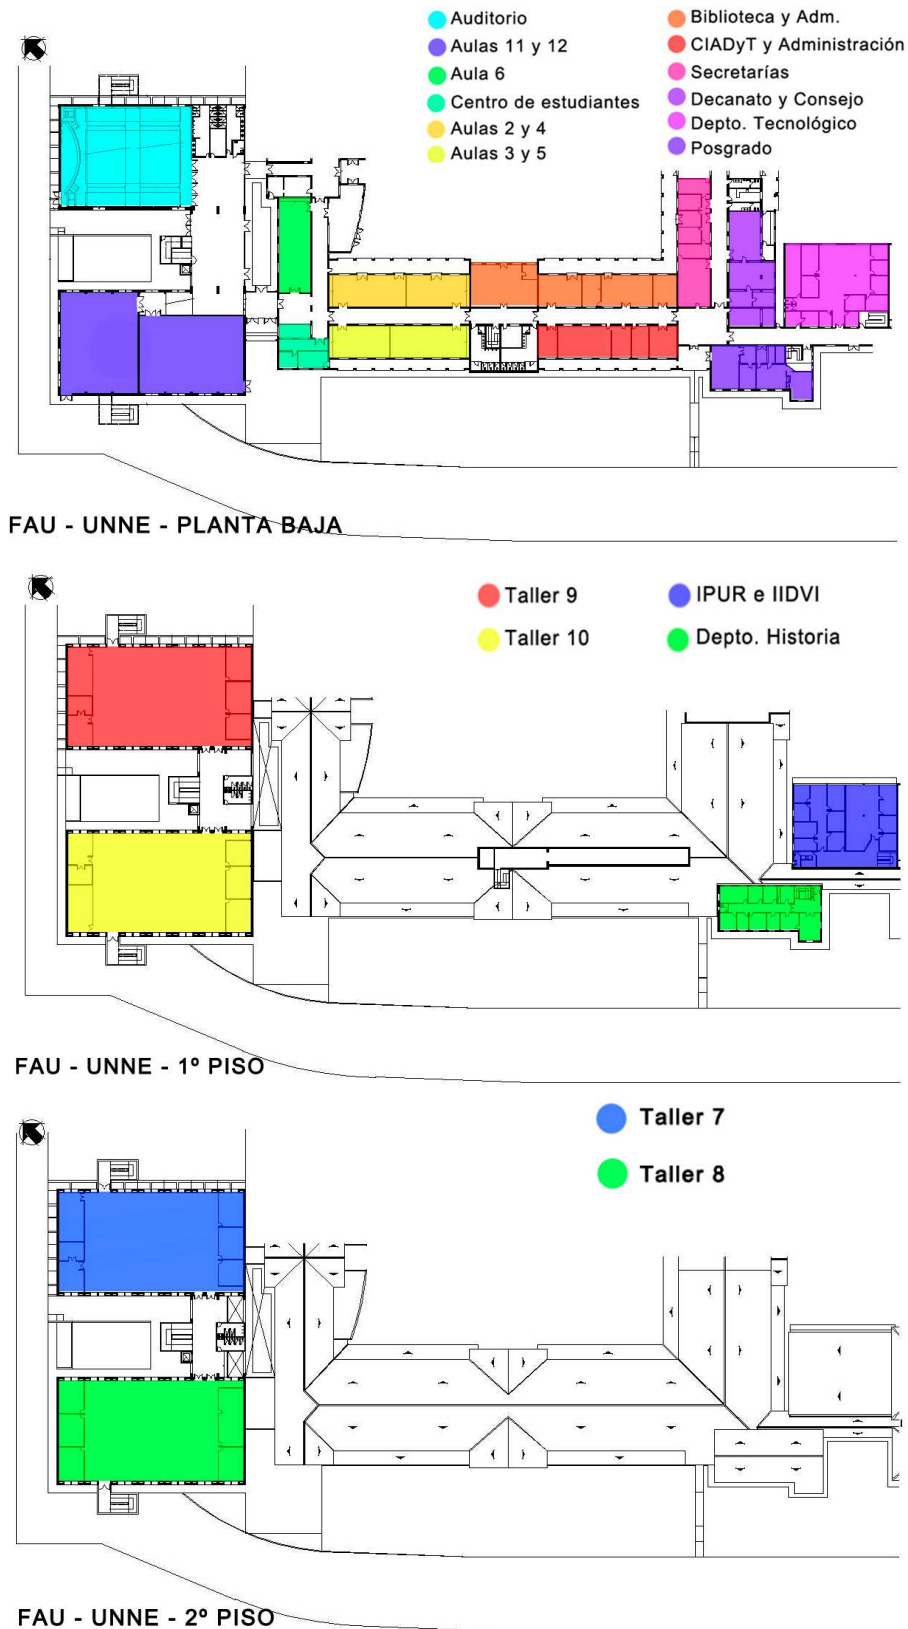 Auditorio
Aulas 11 y 12
Aula 6
Centro de estudiantes
Aulas 2 y 4
Aulas 3 y 5
Biblioteca y Adm.
CIADyT y Administración
Secretarías
Decanato y Consejo
Depto. Tecnológico
Posgrado
FAU - UNNE - PLANTA BAJA
Taller 9
Taller 10
IPUR e IIDVI
Depto. Historia
FAU - UNNE - 1º PISO
Taller 7
Taller 8
FAU - UNNE - 2º PISO